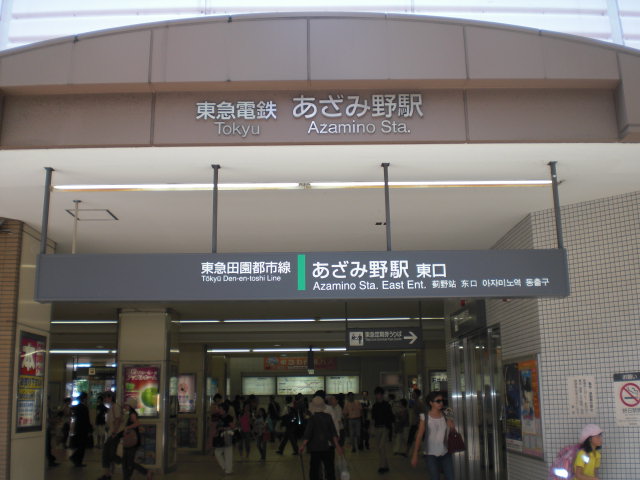 東急電鉄 あざみ野駅
Tokyu Azamino Sta.
東急田園都市線 あざみ野駅 東口
Tōkyū Den-en-toshi Line Azamino Sta. East Ent. 蓟野站 东口 아자미노역 동출구